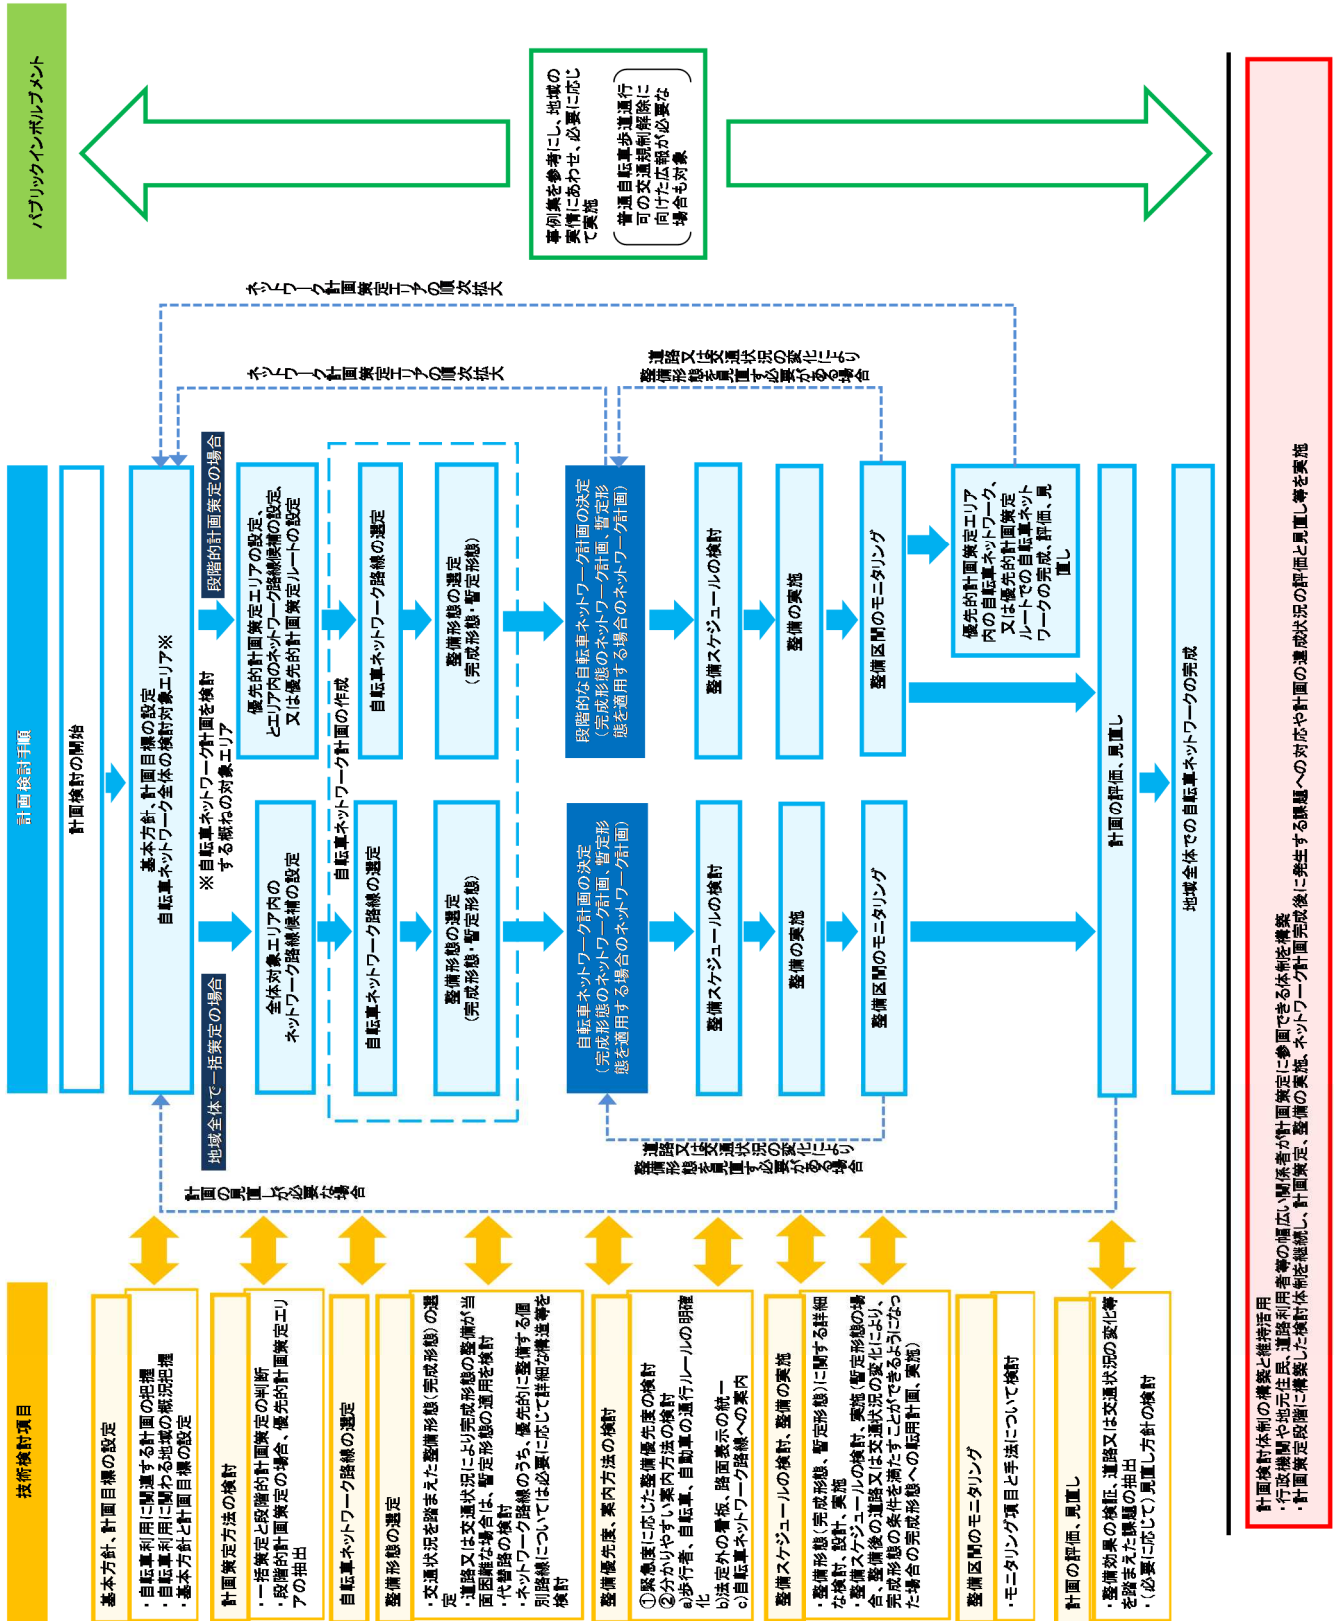 技術検討項目
基本方針、計画目標の設定
・自転車利用に関連する計画の把握
・自転車利用に関わる地域の概況把握
・基本方針と計画目標の設定
計画策定方法の検討
・一括策定と段階的計画策定の判断
・段階的計画策定の場合、優先的計画策定エリ
アの抽出
自転車ネットワーク路線の選定
整備形態の選定
・交通状況を踏まえた整備形態(完成形態)の選
定
・道路又は交通状況により完成形態の整備が当
面困難な場合は、暫定形態の適用を検討
・代替路の検討
・ネットワーク路線のうち、優先的に整備する個
別路線については必要に応じて詳細な構造等を
検討
整備優先度、案内方法の検討
①緊急度に応じた整備優先度の検討
②分かりやすい案内方法の検討
a)歩行者、自転車、自動車の通行ルールの明確
化
b)法定外の看板、路面表示の統一
c)自転車ネットワーク路線への案内
整備スケジュールの検討、整備の実施
・整備形態(完成形態、暫定形態)に関する詳細
な検討、設計、実施
・整備スケジュールの検討、実施(暫定形態の場
合、整備後の道路又は交通状況の変化により、
完成形態の条件を満たすことができるようになっ
た場合の完成形態への転用計画、実施)
整備区間のモニタリング
・モニタリング項目と手法について検討
計画の評価、見直し
・整備効果の検証、道路又は交通状況の変化等
を踏まえた課題の抽出
・(必要に応じて)見直し方針の検討
計画検討手順
計画検討の開始
基本方針、計画目標の設定
自転車ネットワーク全体の検討対象エリア※
※自転車ネットワーク計画を検討
する概ねの対象エリア
計画の見直しが必要な場合
地域全体で一括策定の場合
全体対象エリア内の
ネットワーク路線候補の設定
自転車ネットワーク計画の作成
自転車ネットワーク路線の選定
整備形態の選定
(完成形態・暫定形態)
自転車ネットワーク計画の決定
(完成形態のネットワーク計画、暫定形
態を適用する場合のネットワーク計画)
整備スケジュールの検討
整備の実施
整備区間のモニタリング
道路又は交通状況の変化により
整備形態を見直す必要がある場合
段階的計画策定の場合
優先的計画策定エリアの設定、
とエリア内のネットワーク路線候補の設定、
又は優先的計画策定ルートの設定
自転車ネットワーク路線の選定
整備形態の選定
(完成形態・暫定形態)
段階的な自転車ネットワーク計画の決定
(完成形態のネットワーク計画、暫定形
態を適用する場合のネットワーク計画)
整備スケジュールの検討
整備の実施
整備区間のモニタリング
優先的計画策定エリア
内の自転車ネットワーク、
又は優先的計画策定
ルートでの自転車ネット
ワークの完成、評価、見
直し
道路又は交通状況の変化により
整備形態を見直す必要がある場合
ネットワーク計画策定エリアの順次拡大
ネットワーク計画策定エリアの順次拡大
計画の評価、見直し
地域全体での自転車ネットワークの完成
パブリックインボルブメント
事例集を参考にし、地域の
実情にあわせ、必要に応じ
て実施
普通自転車歩道通行
可の交通規制解除に
向けた広報が必要な
場合も対象
計画検討体制の構築と維持活用
・行政機関や地元住民、道路利用者等の幅広い関係者が計画策定に参画できる体制を構築
・計画策定段階に構築した検討体制を継続し、計画策定、整備の実施、ネットワーク計画完成後に発生する課題への対応や計画の達成状況の評価と見直し等を実施